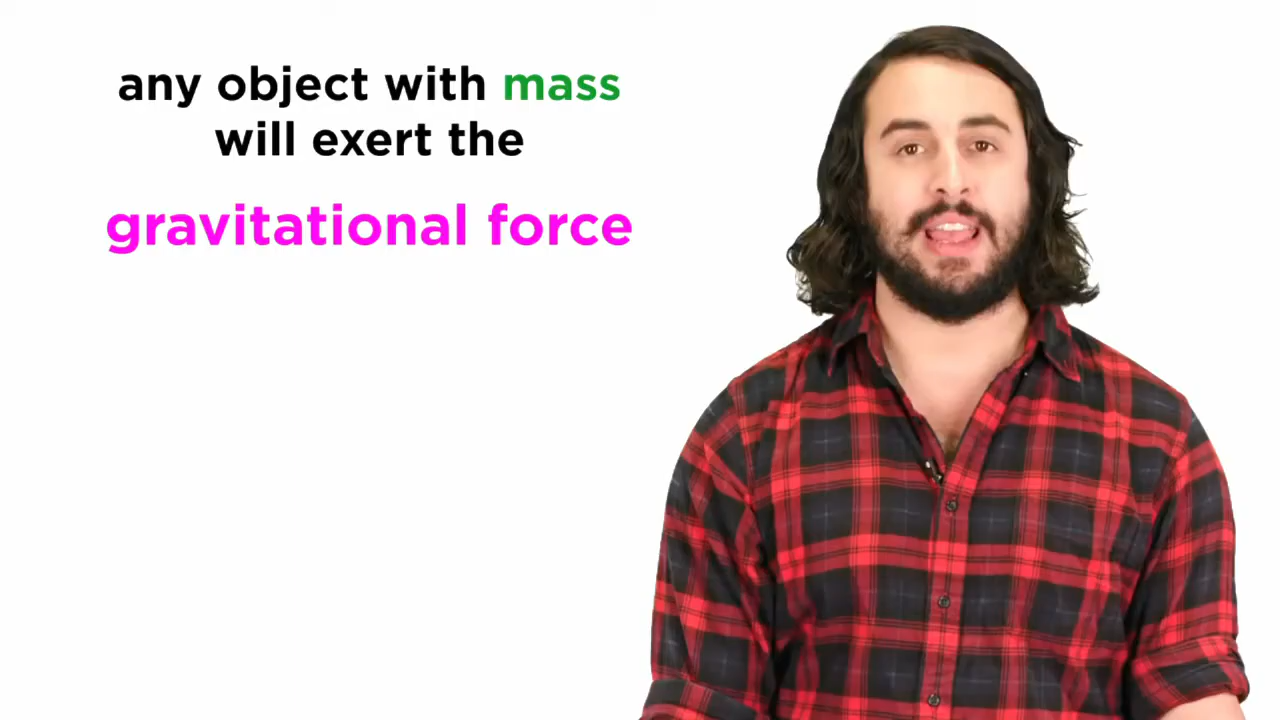 any object with mass
will exert the
gravitational force